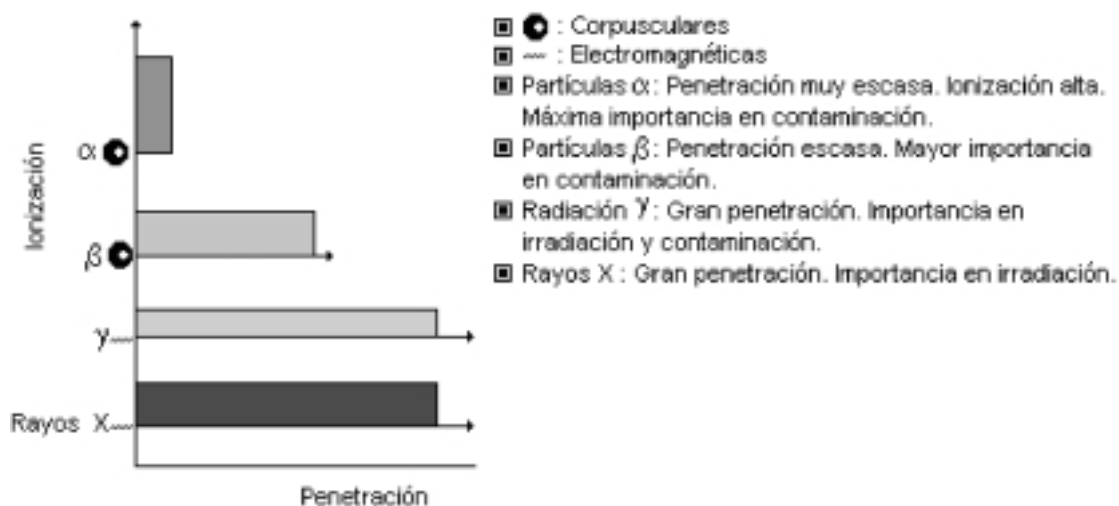 : Corpusculares
: Electromagnéticas
Partículas α: Penetración muy escasa. Ionización alta.
Máxima importancia en contaminación.
Partículas β: Penetración escasa. Mayor importancia
en contaminación.
Radiación γ: Gran penetración. Importancia en
irradiación y contaminación.
Rayos X : Gran penetración. Importancia en irradiación.
Ionización
α
β
γ
Rayos X
Penetración